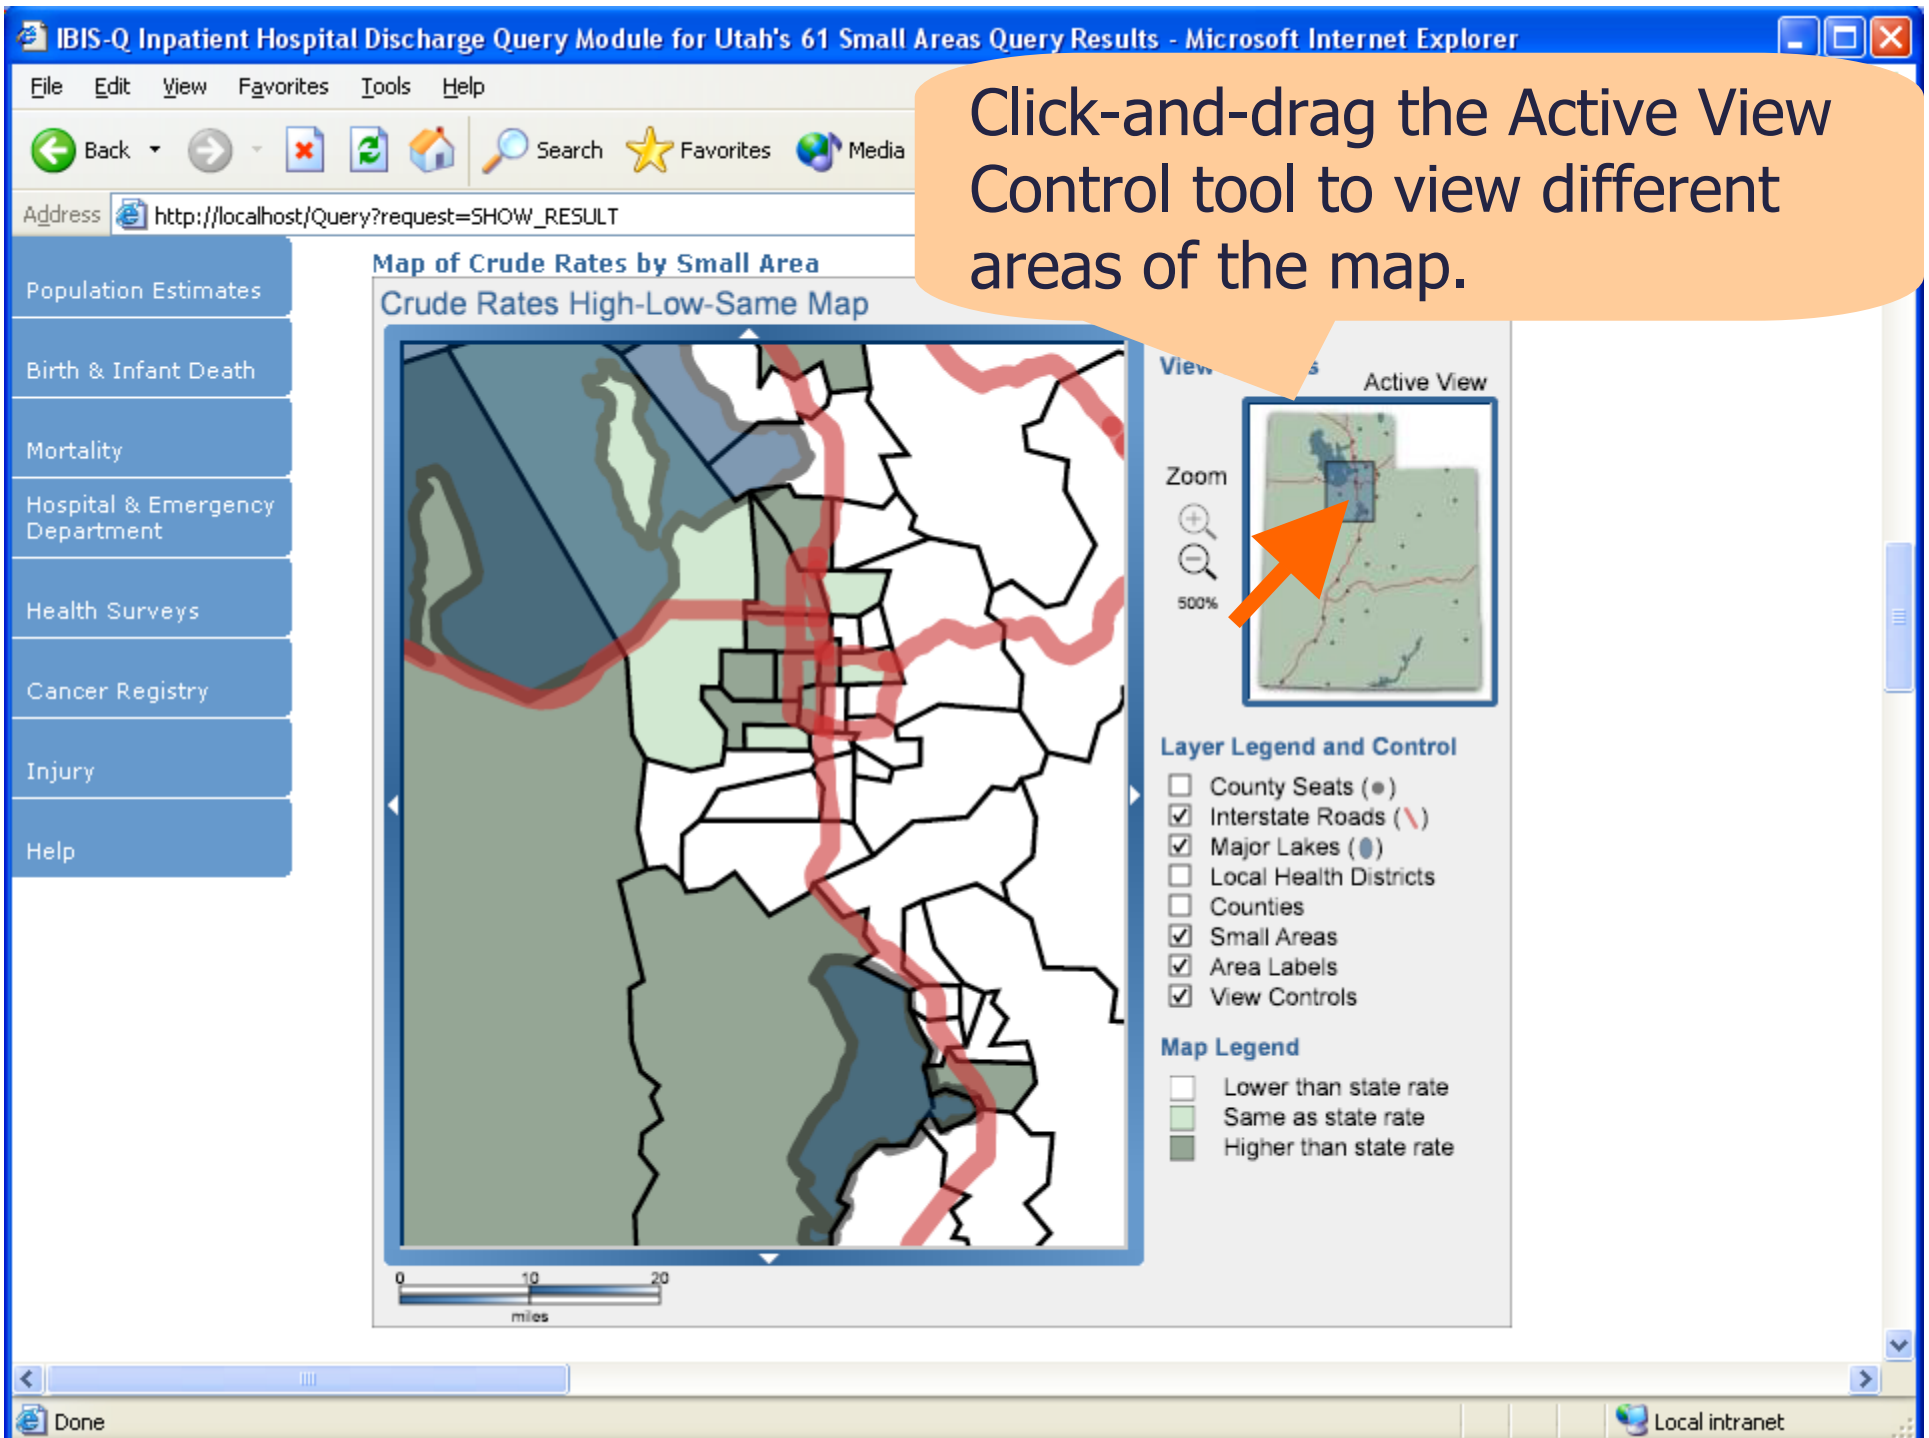 IBIS-Q Inpatient Hospital Discharge Query Module for Utah's 61 Small Areas Query Results - Microsoft Internet Explorer
File Edit View Favorites Tools Help
Back Search Favorites Media
Address http://localhost/Query?request=SHOW_RESULT
Click-and-drag the Active View
Control tool to view different
areas of the map.
Population Estimates
Birth & Infant Death
Mortality
Hospital & Emergency
Department
Health Surveys
Cancer Registry
Injury
Help
Map of Crude Rates by Small Area
Crude Rates High-Low-Same Map
View
s
Active View
Zoom
500%
Layer Legend and Control
County Seats (●)
Interstate Roads (\)
Major Lakes (●)
Local Health Districts
Counties
Small Areas
Area Labels
View Controls
Map Legend
Lower than state rate
Same as state rate
Higher than state rate
0 10 20
miles
Done
Local intranet